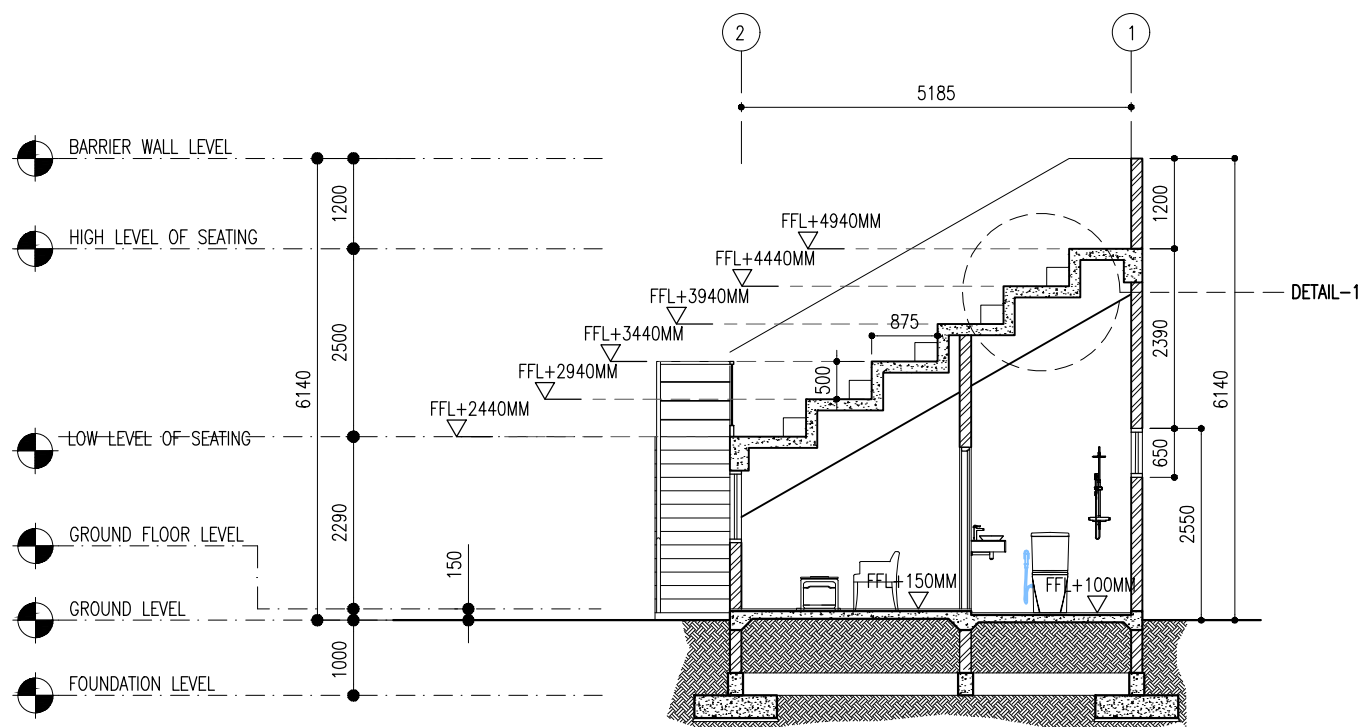 2
1
5185
BARRIER WALL LEVEL
1200
1200
FFL+4940MM
HIGH LEVEL OF SEATING
FFL+4440MM
FFL+3940MM
DETAIL-1
875
FFL+3440MM
2500
2390
FFL+2940MM
500
6140
6140
FFL+2440MM
LOW LEVEL OF SEATING
650
2290
2550
GROUND FLOOR LEVEL
150
FFL+150MM
FFL+100MM
GROUND LEVEL
1000
FOUNDATION LEVEL